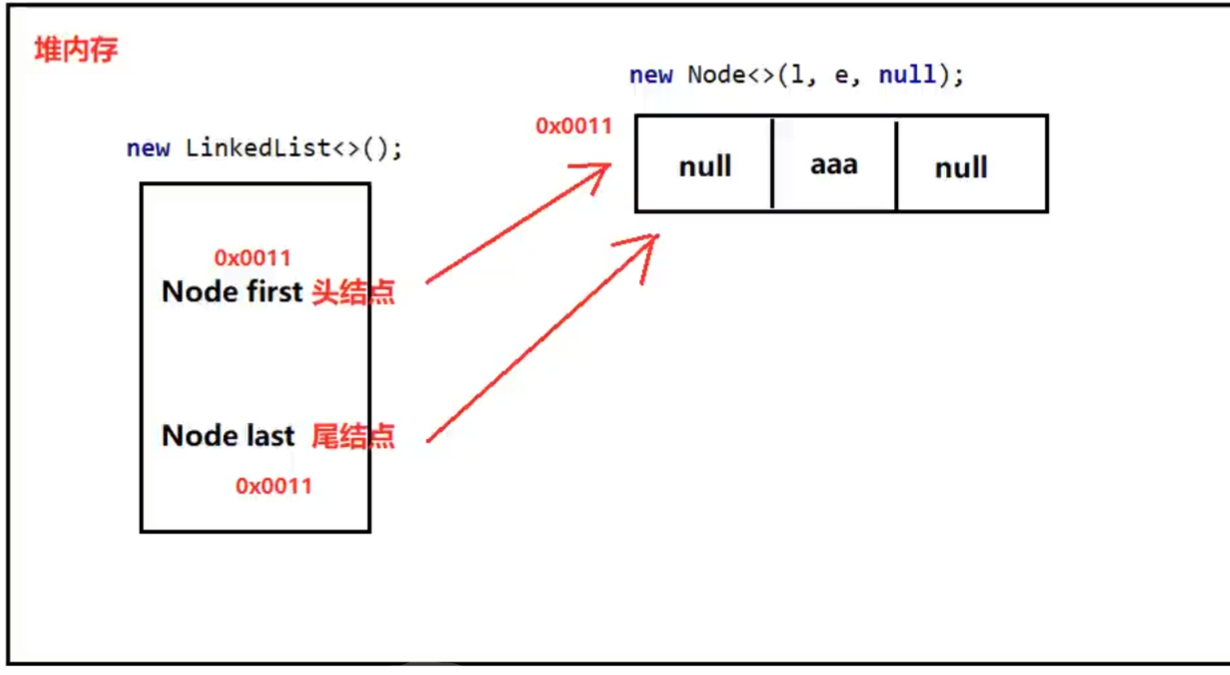 堆内存
new LinkedList<>();
0x0011
Node first 头结点
Node last 尾结点
0x0011
new Node<>(l, e, null);
0x0011
null aaa null